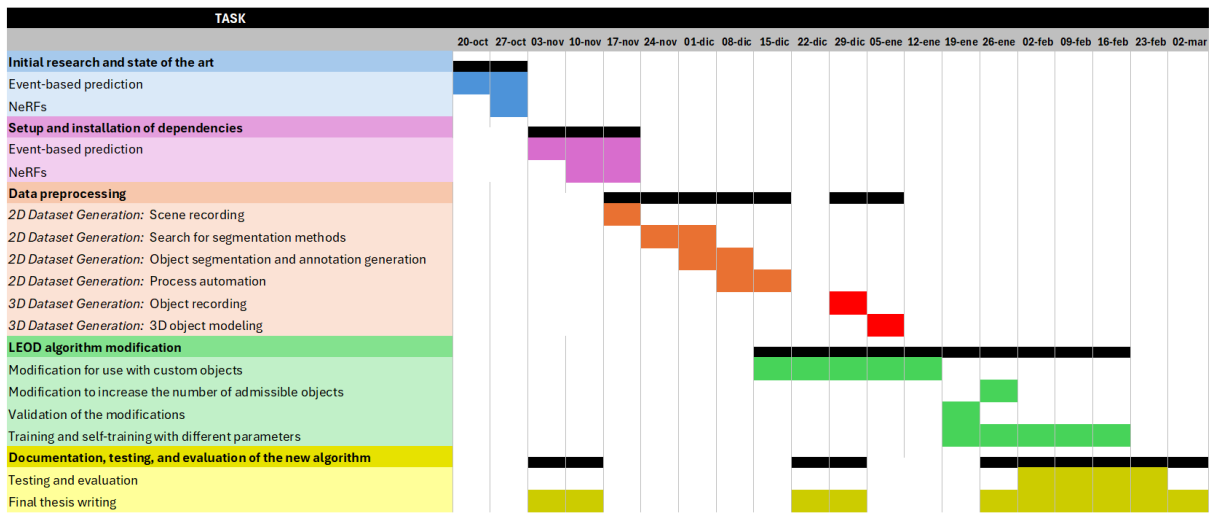 TASK
20-oct 27-oct 03-nov 10-nov 17-nov 24-nov 01-dic 08-dic 15-dic 22-dic 29-dic 05-ene 12-ene 19-ene 26-ene 02-feb 09-feb 16-feb 23-feb 02-mar
Initial research and state of the art
Event-based prediction
NeRFs
Setup and installation of dependencies
Event-based prediction
NeRFs
Data preprocessing
2D Dataset Generation: Scene recording
2D Dataset Generation: Search for segmentation methods
2D Dataset Generation: Object segmentation and annotation generation
2D Dataset Generation: Process automation
3D Dataset Generation: Object recording
3D Dataset Generation: 3D object modeling
LEOD algorithm modification
Modification for use with custom objects
Modification to increase the number of admissible objects
Validation of the modifications
Training and self-training with different parameters
Documentation, testing, and evaluation of the new algorithm
Testing and evaluation
Final thesis writing